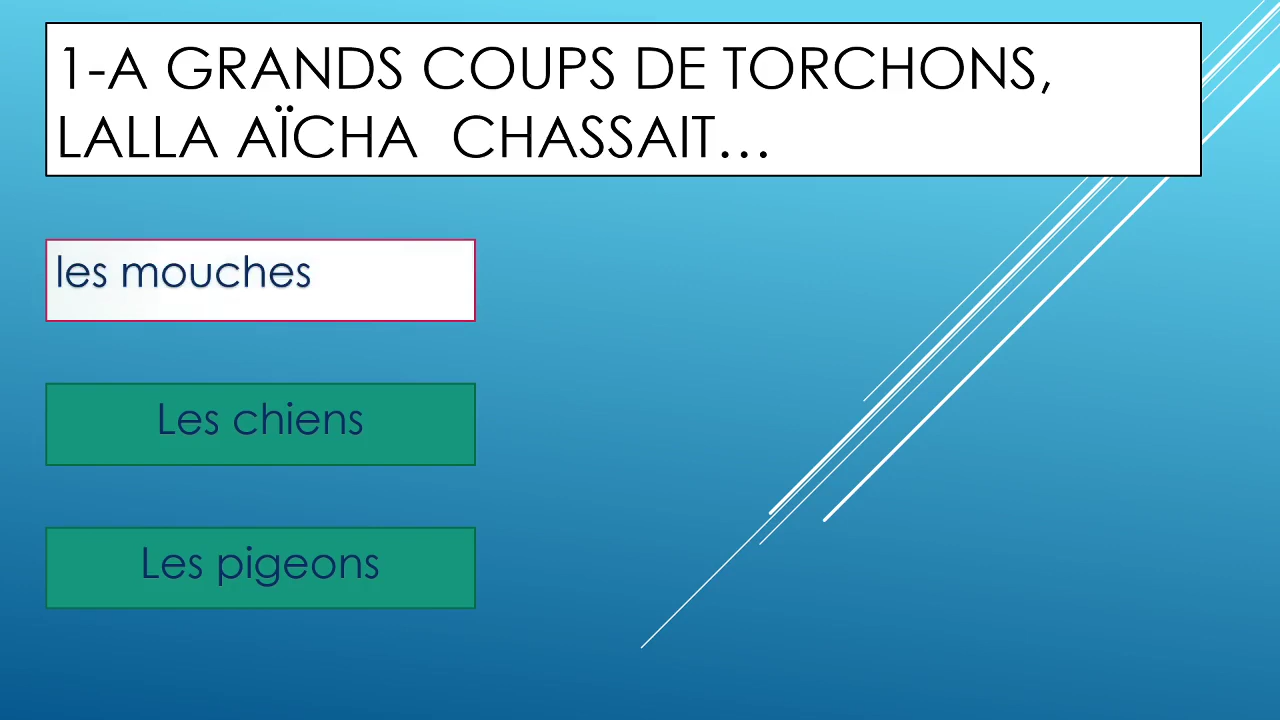 1-A GRANDS COUPS DE TORCHONS,
LALLA AÏCHA CHASSAIT…
les mouches
Les chiens
Les pigeons